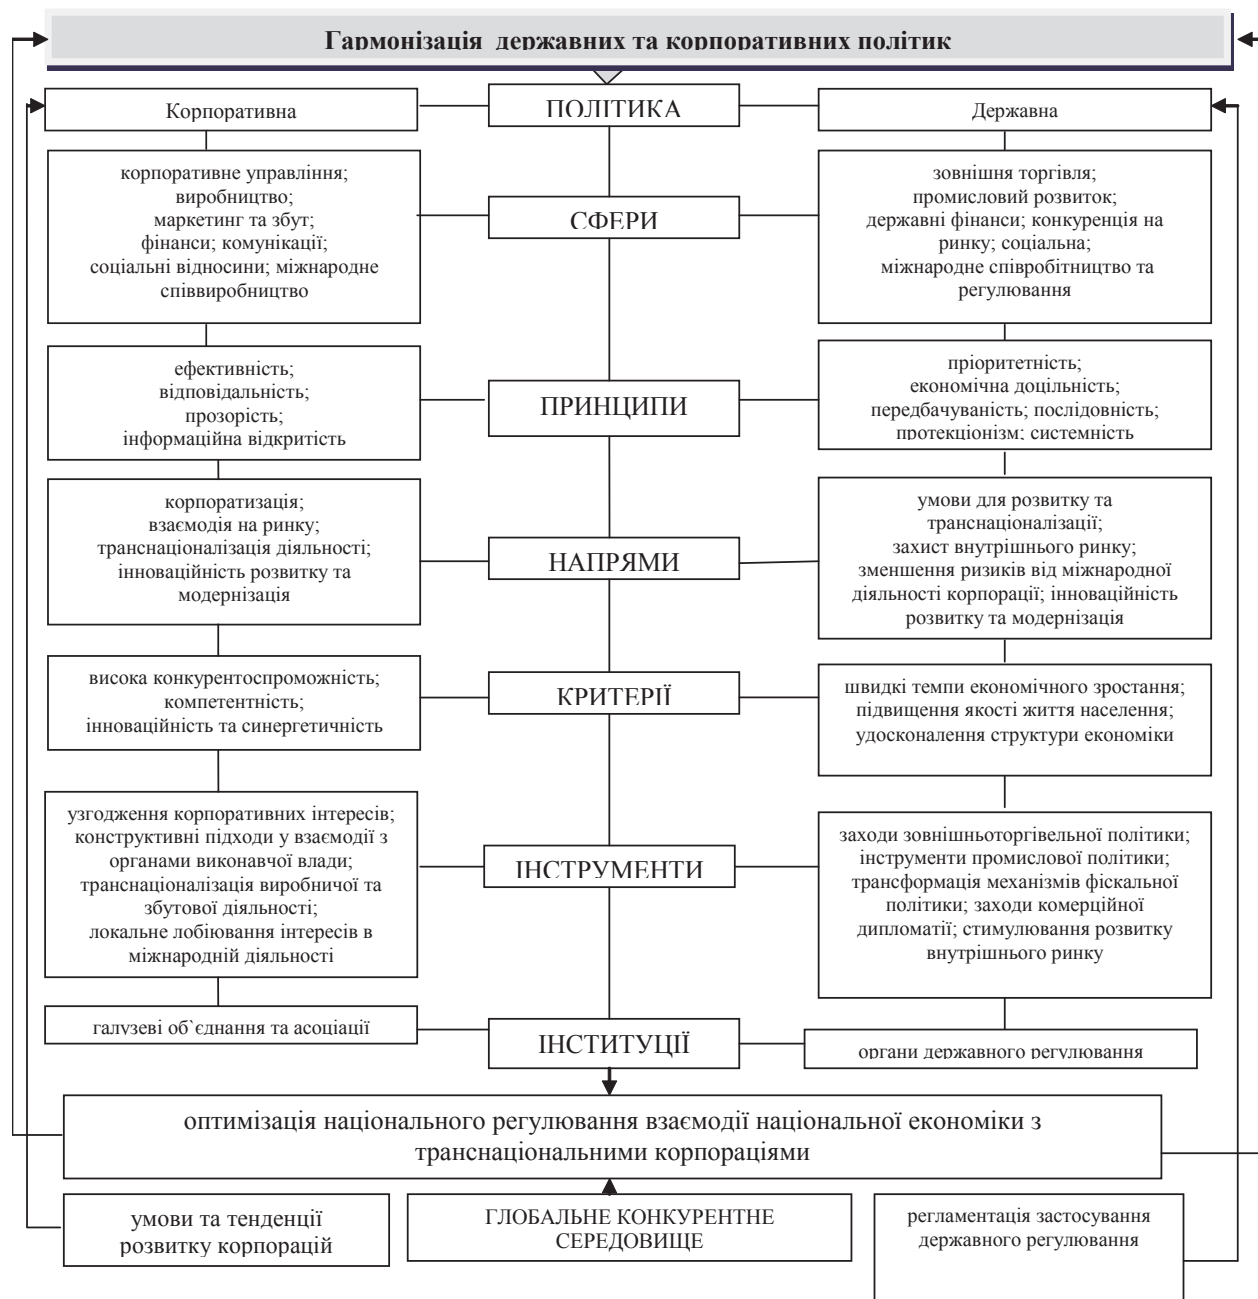 Гармонізація державних та корпоративних політик
Корпоративна
ПОЛІТИКА
Державна
корпоративне управління;
виробництво;
маркетинг та збут;
фінанси; комунікації;
соціальні відносини; міжнародне
співвиробництво
СФЕРИ
зовнішня торгівля;
промисловий розвиток;
державні фінанси; конкуренція на
ринку; соціальна;
міжнародне співробітництво та
регулювання
ефективність;
відповідальність;
прозорість;
інформаційна відкритість
ПРИНЦИПИ
пріоритетність;
економічна доцільність;
передбачуваність; послідовність;
протекціонізм; системність
корпоратизація;
взаємодія на ринку;
транснаціоналізація діяльності;
інноваційність розвитку та
модернізація
НАПРЯМИ
умови для розвитку та
транснаціоналізації;
захист внутрішнього ринку;
зменшення ризиків від міжнародної
діяльності корпорації; інноваційність
розвитку та модернізація
висока конкурентоспроможність;
компетентність;
інноваційність та синергетичність
КРИТЕРІЇ
швидкі темпи економічного зростання;
підвищення якості життя населення;
удосконалення структури економіки
узгодження корпоративних інтересів;
конструктивні підходи у взаємодії з
органами виконавчої влади;
транснаціоналізація виробничої та
збутової діяльності;
локальне лобіювання інтересів в
міжнародній діяльності
ІНСТРУМЕНТИ
заходи зовнішньоторгівельної політики;
інструменти промислової політики;
трансформація механізмів фіскальної
політики; заходи комерційної
дипломатії; стимулювання розвитку
внутрішнього ринку
галузеві об`єднання та асоціації
ІНСТИТУЦІЇ
органи державного регулювання
оптимізація національного регулювання взаємодії національної економіки з
транснаціональними корпораціями
умови та тенденції
розвитку корпорацій
ГЛОБАЛЬНЕ КОНКУРЕНТНЕ
СЕРЕДОВИЩЕ
регламентація застосування
державного регулювання